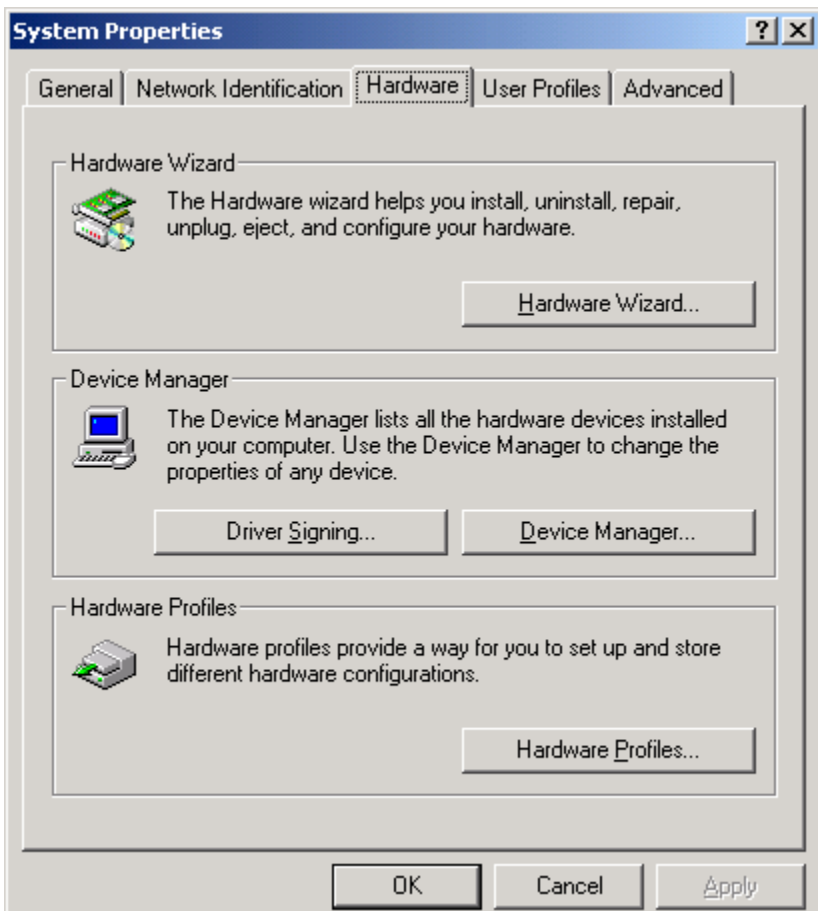 System Properties
General
Network Identification
Hardware
User Profiles
Advanced
Hardware Wizard
The Hardware wizard helps you install, uninstall, repair,
unplug, eject, and configure your hardware.
Hardware Wizard...
Device Manager
The Device Manager lists all the hardware devices installed
on your computer. Use the Device Manager to change the
properties of any device.
Driver Signing...
Device Manager...
Hardware Profiles
Hardware profiles provide a way for you to set up and store
different hardware configurations.
Hardware Profiles...
OK
Cancel
Apply